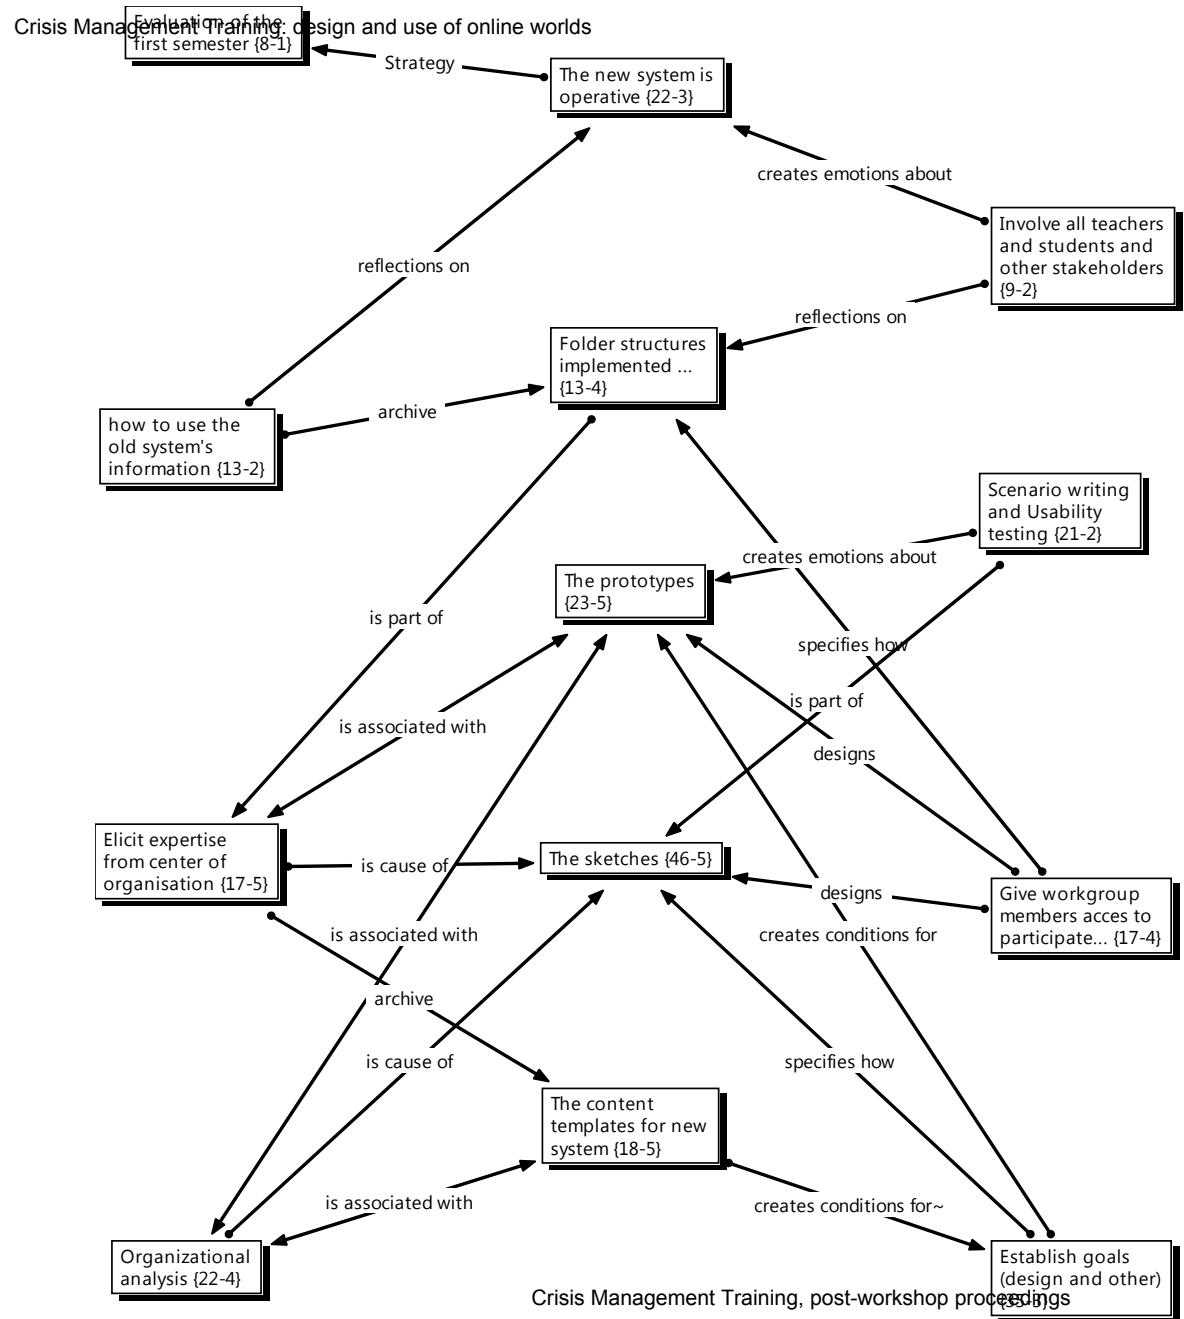 Crisis Management Training: design and use of online worlds
Evaluation of the
first semester {8-1}
Strategy
The new system is
operative {22-3}
creates emotions about
Involve all teachers
and students and
other stakeholders
{9-2}
reflections on
reflections on
Folder structures
implemented ...
{13-4}
archive
how to use the
old system's
information {13-2}
Scenario writing
and Usability
testing {21-2}
creates emotions about
The prototypes
{23-5}
is part of
specifies how
is part of
is associated with
designs
Elicit expertise
from center of
organisation {17-5}
is cause of
The sketches {46-5}
designs
Give workgroup
members acces to
participate... {17-4}
is associated with
creates conditions for
archive
is cause of
specifies how
The content
templates for new
system {18-5}
is associated with
creates conditions for~
Organizational
analysis {22-4}
Establish goals
(design and other)
{35-3}
Crisis Management Training, post-workshop proceedings